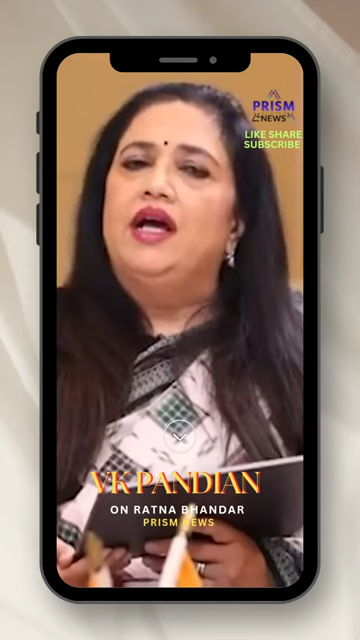 PRISM
NEWS
LIKE SHARE
SUBSCRIBE
VK PANDIAN
ON RATNA BHANDAR
PRISM NEWS